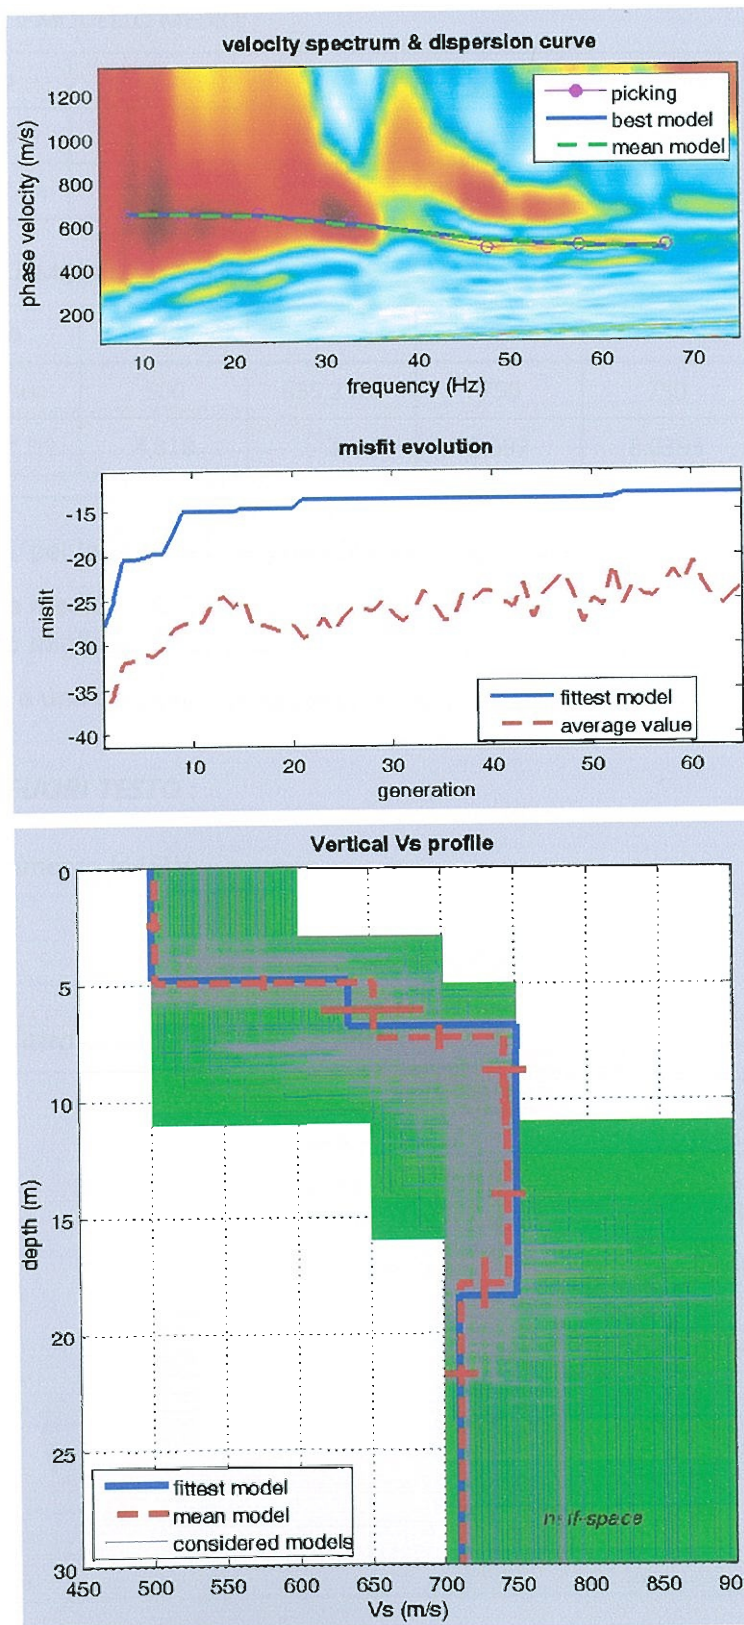 velocity spectrum & dispersion curve
1200
1000
800
600
400
200
phase velocity (m/s)
picking
best model
mean model
10 20 30 40 50 60 70
frequency (Hz)
misfit evolution
-15
-20
-25
-30
-35
-40
misfit
fittest model
average value
10 20 30 40 50 60
generation
Vertical Vs profile
0
5
10
15
20
25
30
depth (m)
fittest model
mean model
considered models
half-space
450 500 550 600 650 700 750 800 850 90
Vs (m/s)